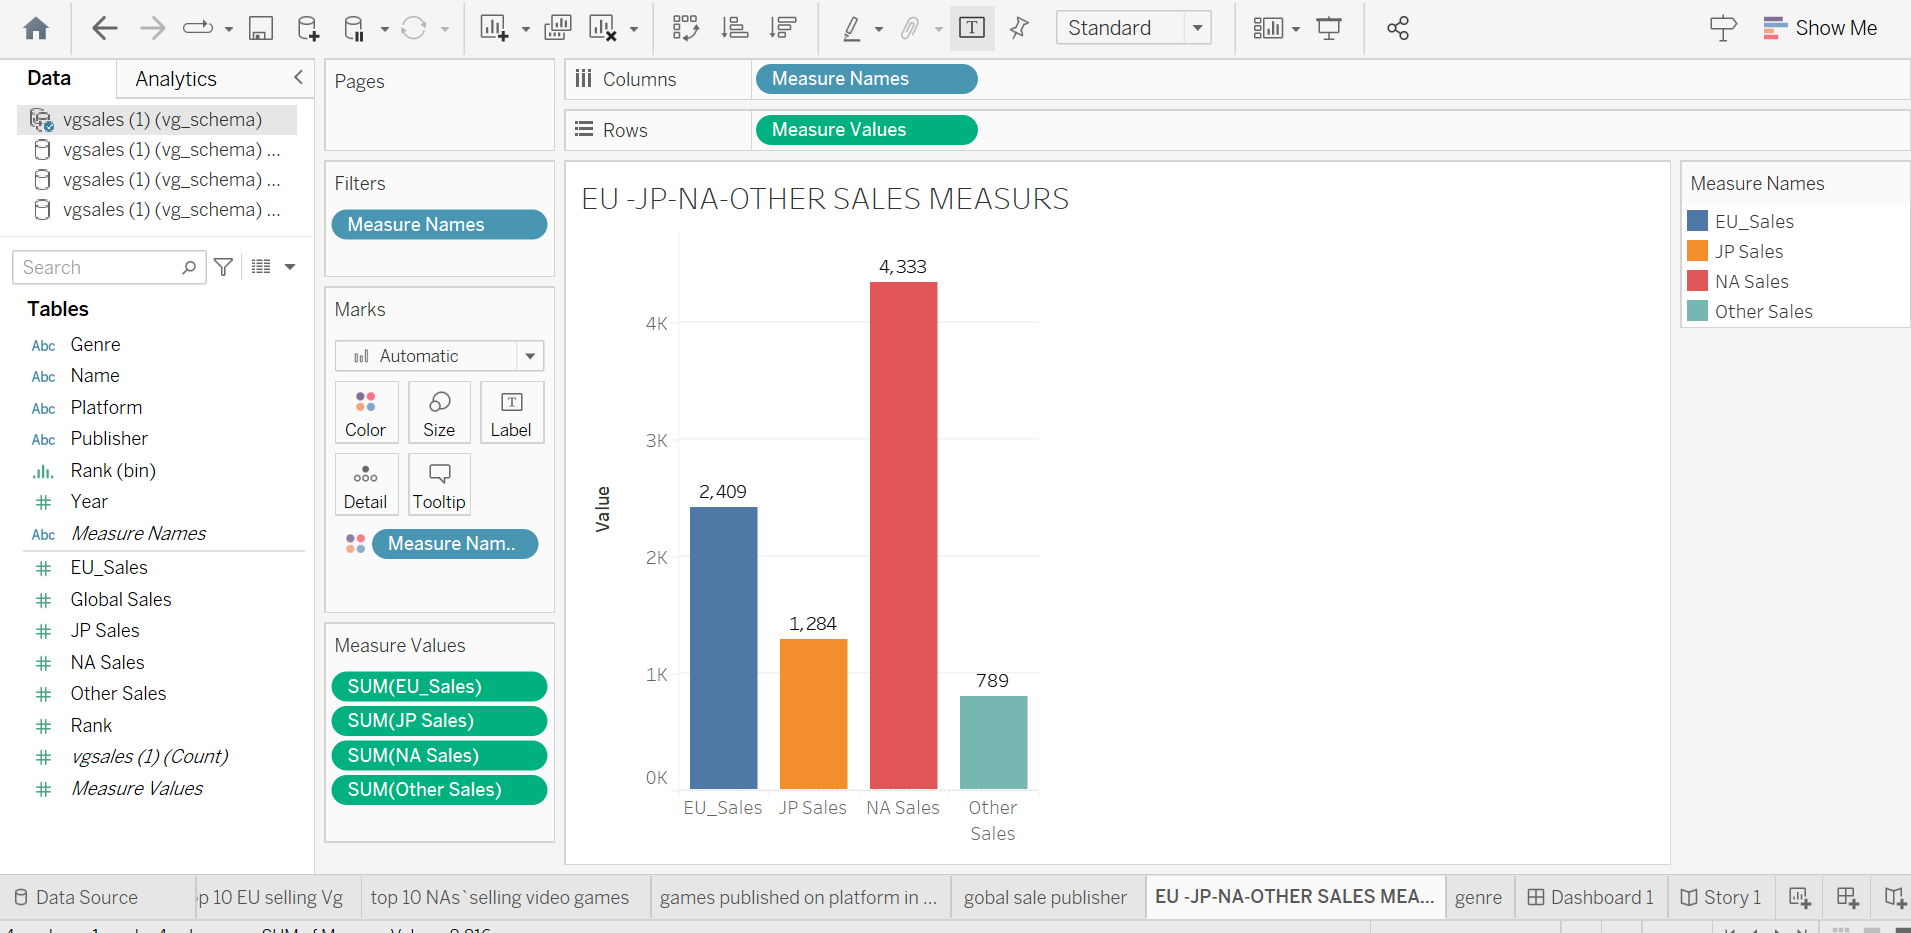 Standard
Show Me
Data
Analytics
vgsales (1) (vg_schema)
vgsales (1) (vg_schema) ...
vgsales (1) (vg_schema) ...
vgsales (1) (vg_schema) ...
Search
Tables
Abc Genre
Abc Name
Abc Platform
Abc Publisher
Rank (bin)
# Year
Abc Measure Names
# EU_Sales
# Global Sales
# JP Sales
# NA Sales
# Other Sales
# Rank
# vgsales (1) (Count)
# Measure Values
Pages
Filters
Measure Names
Marks
Automatic
Color
Size
T
Label
Detail
Tooltip
Measure Nam..
Measure Values
SUM(EU_Sales)
SUM(JP Sales)
SUM(NA Sales)
SUM(Other Sales)
Columns
Measure Names
Rows
Measure Values
EU -JP-NA-OTHER SALES MEASURS
Value
4K
3K
2K
1K
0K
2,409
1,284
4,333
789
EU_Sales
JP Sales
NA Sales
Other
Sales
Measure Names
EU_Sales
JP Sales
NA Sales
Other Sales
Data Source
op 10 EU selling Vg
top 10 NAs`selling video games
games published on platform in ...
gobal sale publisher
EU -JP-NA-OTHER SALES MEA...
genre
Dashboard 1
Story 1